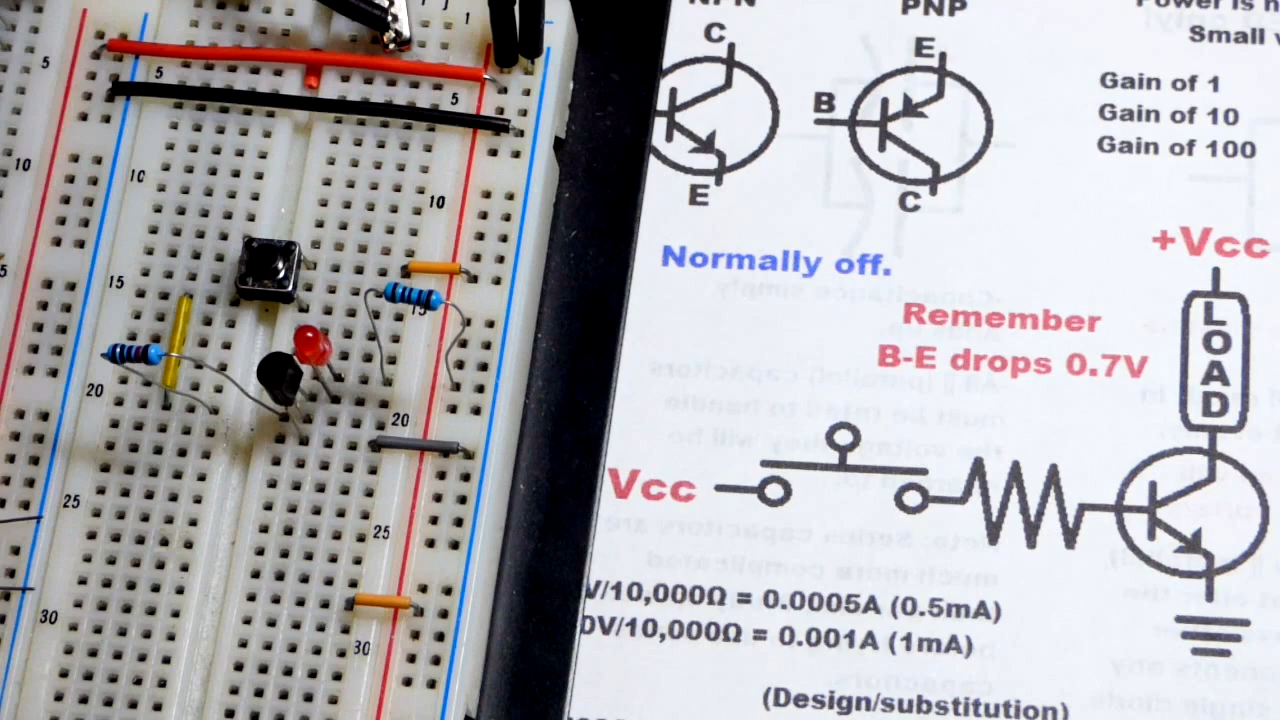 NPN
PNP
C
E
B
E
C
Small
Gain of 1
Gain of 10
Gain of 100
Normally off.
+Vcc
Remember
B-E drops 0.7V
LOAD
Vcc
V/10,000Ω = 0.0005A (0.5mA)
0V/10,000Ω = 0.001A (1mA)
(Design/substitution)
5
5
5
1
10
10
10
15
15
20
20
25
25
30
30